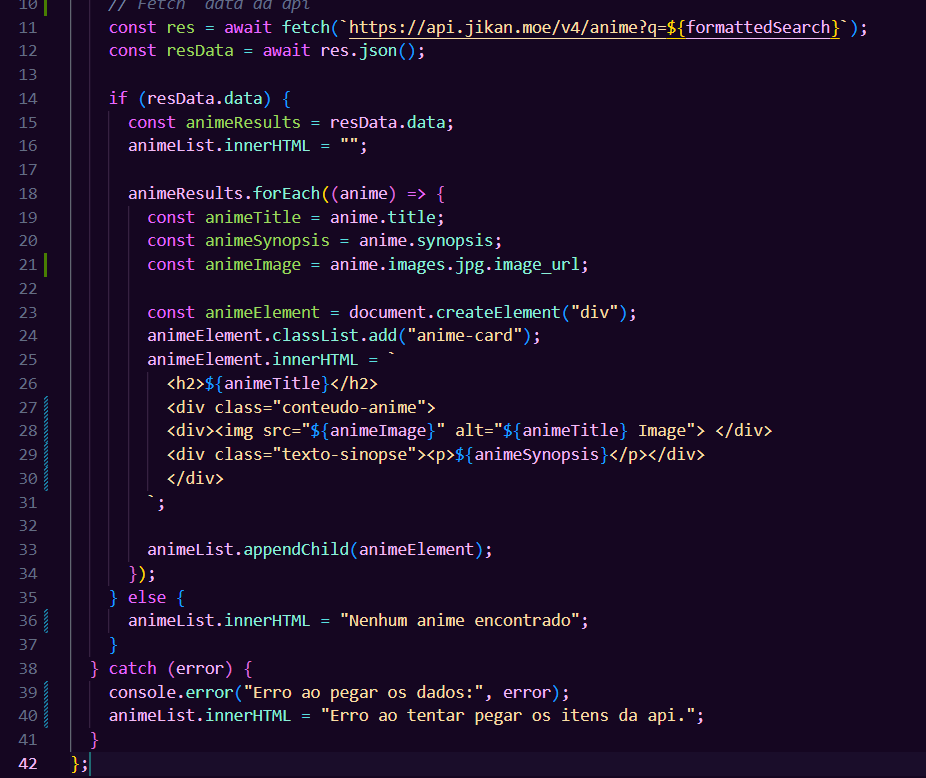 10 // Fetch data da api
11 const res = await fetch(`https://api.jikan.moe/v4/anime?q=${formattedSearch}`);
12 const resData = await res.json();
13
14 if (resData.data) {
15 const animeResults = resData.data;
16 animeList.innerHTML = "";
17
18 animeResults.forEach((anime) => {
19 const animeTitle = anime.title;
20 const animeSynopsis = anime.synopsis;
21 const animeImage = anime.images.jpg.image_url;
22
23 const animeElement = document.createElement("div");
24 animeElement.classList.add("anime-card");
25 animeElement.innerHTML = `
26 <h2>${animeTitle}</h2>
27 <div class="conteudo-anime">
28 <div><img src="${animeImage}" alt="${animeTitle} Image"> </div>
29 <div class="texto-sinopse"><p>${animeSynopsis}</p></div>
30 </div>
31 `;
32
33 animeList.appendChild(animeElement);
34 });
35 } else {
36 animeList.innerHTML = "Nenhum anime encontrado";
37 }
38 } catch (error) {
39 console.error("Erro ao pegar os dados:", error);
40 animeList.innerHTML = "Erro ao tentar pegar os itens da api.";
41 }
42 };